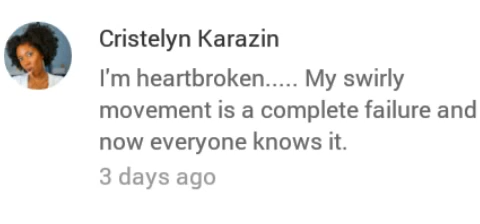 Cristelyn Karazin
I'm heartbroken..... My swirly
movement is a complete failure and
now everyone knows it.
3 days ago